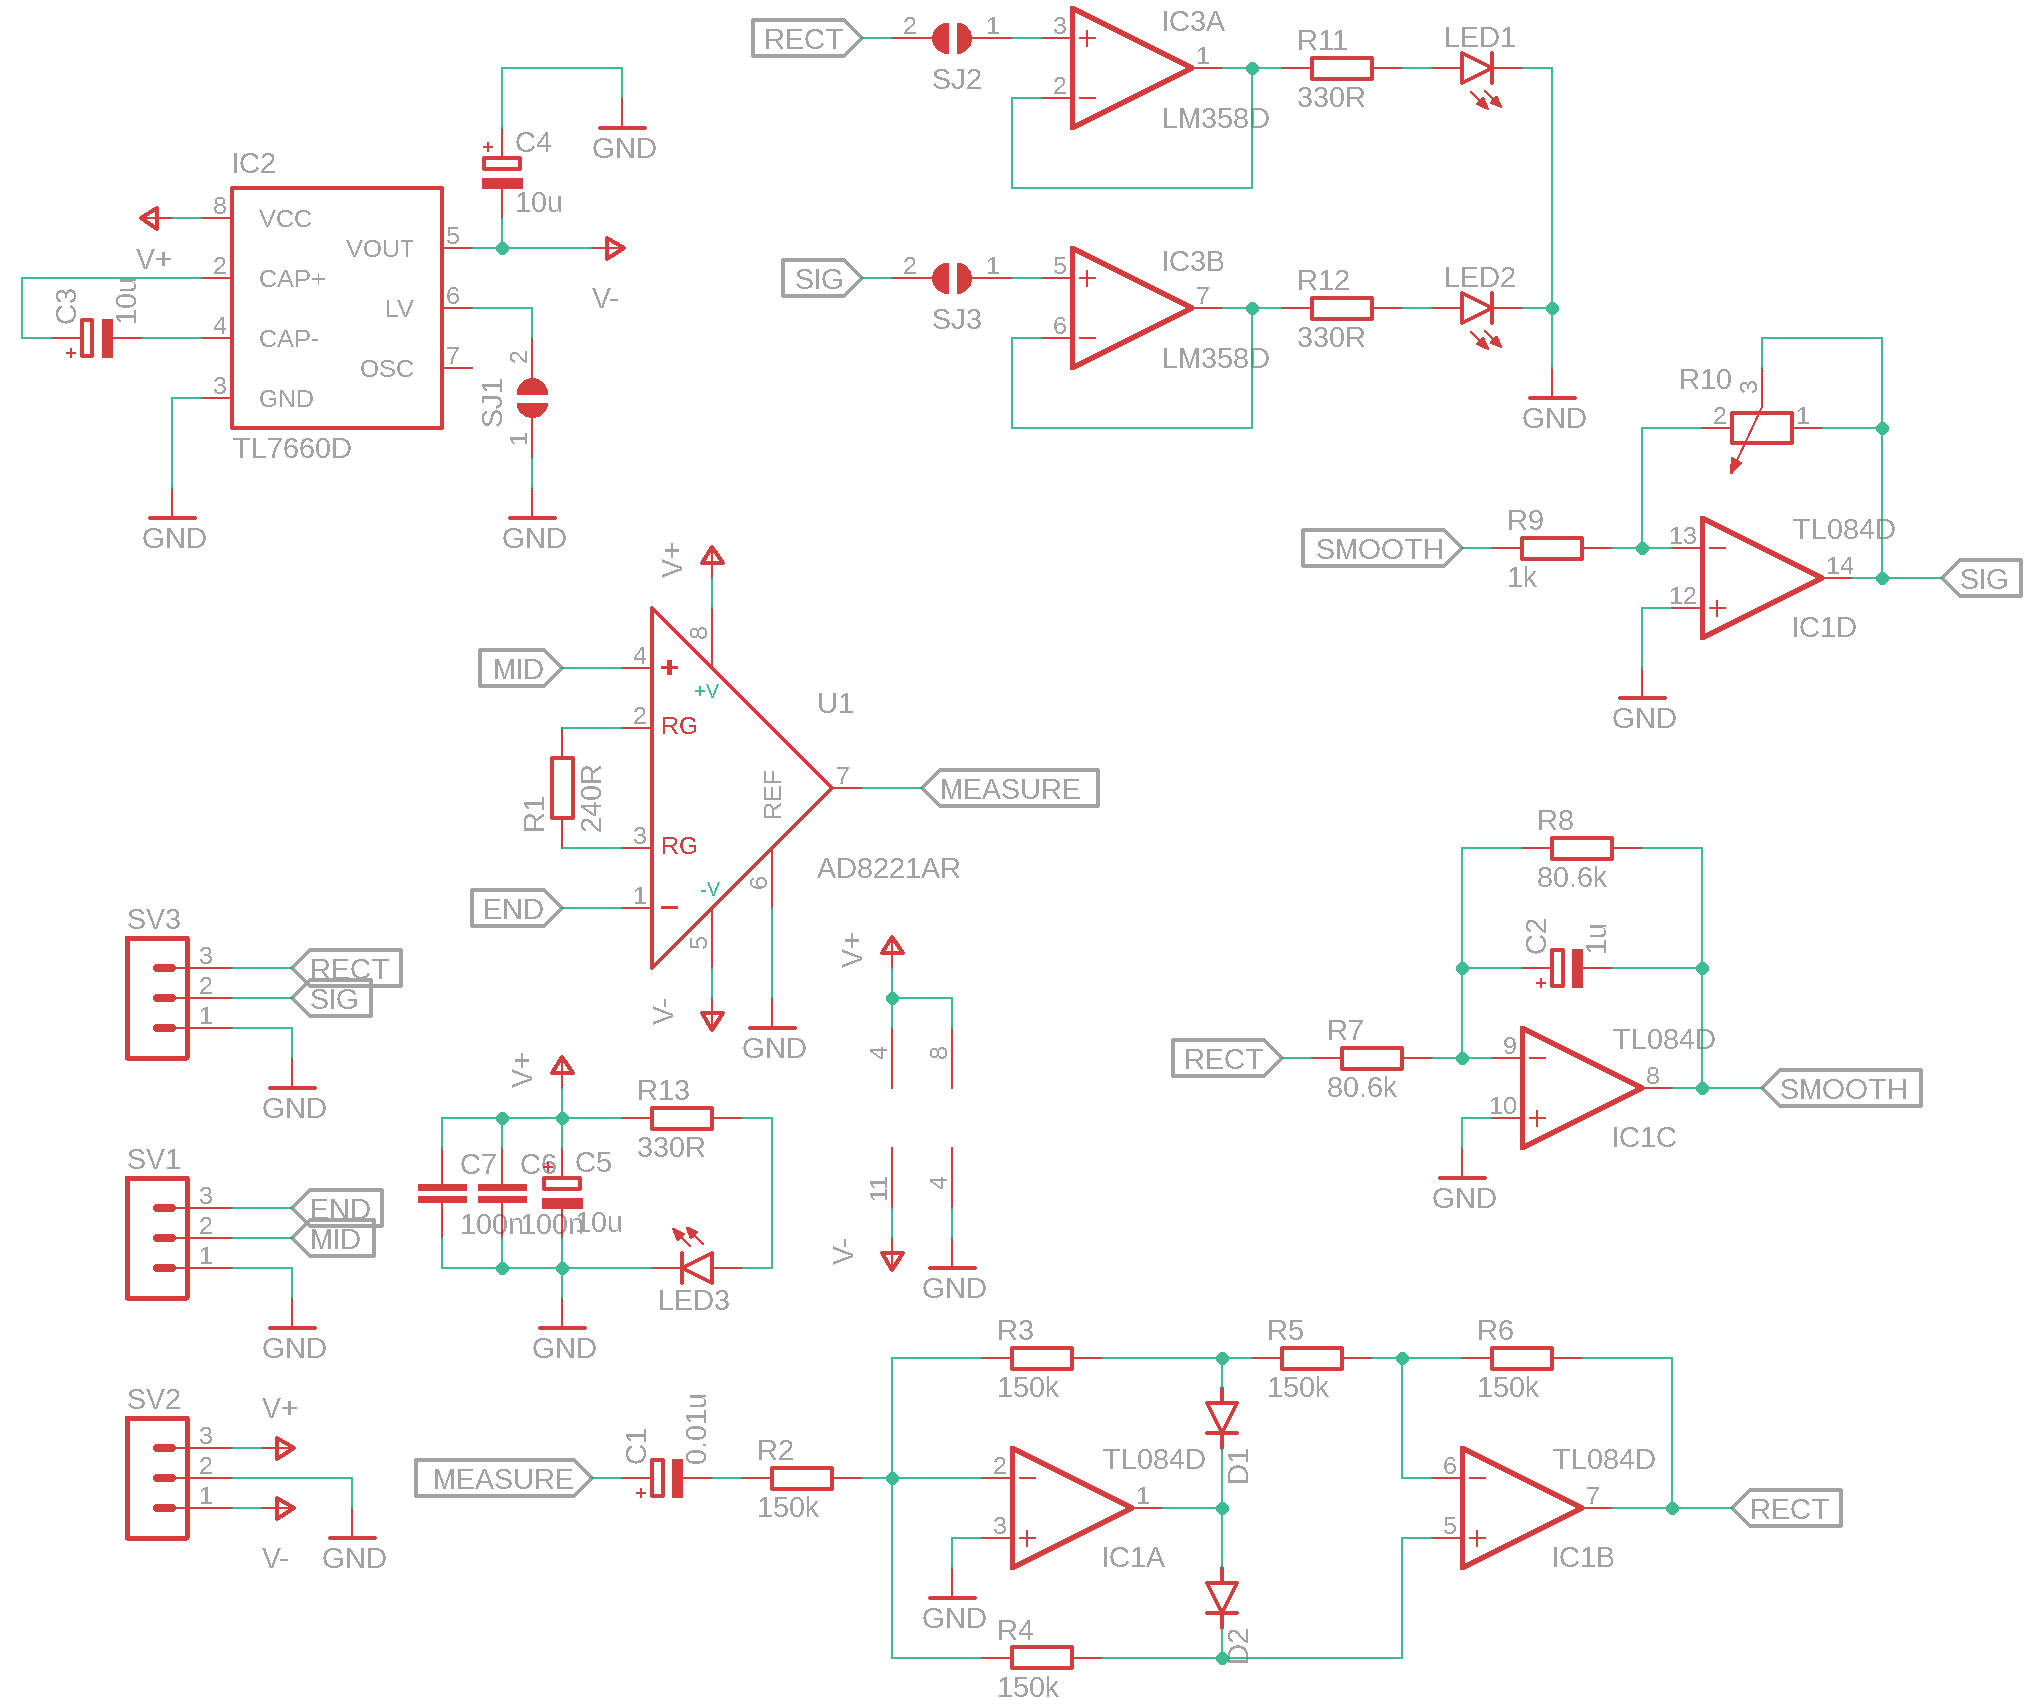 RECT
2
1
SJ2
3
2
1
IC3A
LM358D
R11
330R
LED1
SIG
2
1
SJ3
5
6
7
IC3B
LM358D
R12
330R
LED2
GND
IC2
8
2
4
3
VCC
CAP+
CAP-
GND
VOUT
LV
OSC
5
6
7
TL7660D
V+
C3
10u
C4
10u
GND
V-
SJ1
2
1
GND
GND
R10
3
2
1
SMOOTH
R9
1k
13
12
14
TL084D
IC1D
SIG
GND
V+
8
MID
4
+V
2
RG
R1
240R
3
RG
END
1
-V
5
V-
REF
6
GND
7
U1
AD8221AR
MEASURE
R8
80.6k
C2
1u
RECT
R7
80.6k
9
10
8
TL084D
IC1C
SMOOTH
GND
SV3
3
2
1
RECT
SIG
GND
SV1
3
2
1
END
MID
GND
SV2
3
2
1
V+
V-
GND
V+
R13
330R
C7
100n
C6
100n
C5
10u
LED3
GND
V+
4
8
11
4
V-
GND
MEASURE
C1
0.01u
R2
150k
R3
150k
2
3
1
TL084D
IC1A
GND
R4
150k
D1
D2
R5
150k
R6
150k
6
5
7
TL084D
IC1B
RECT